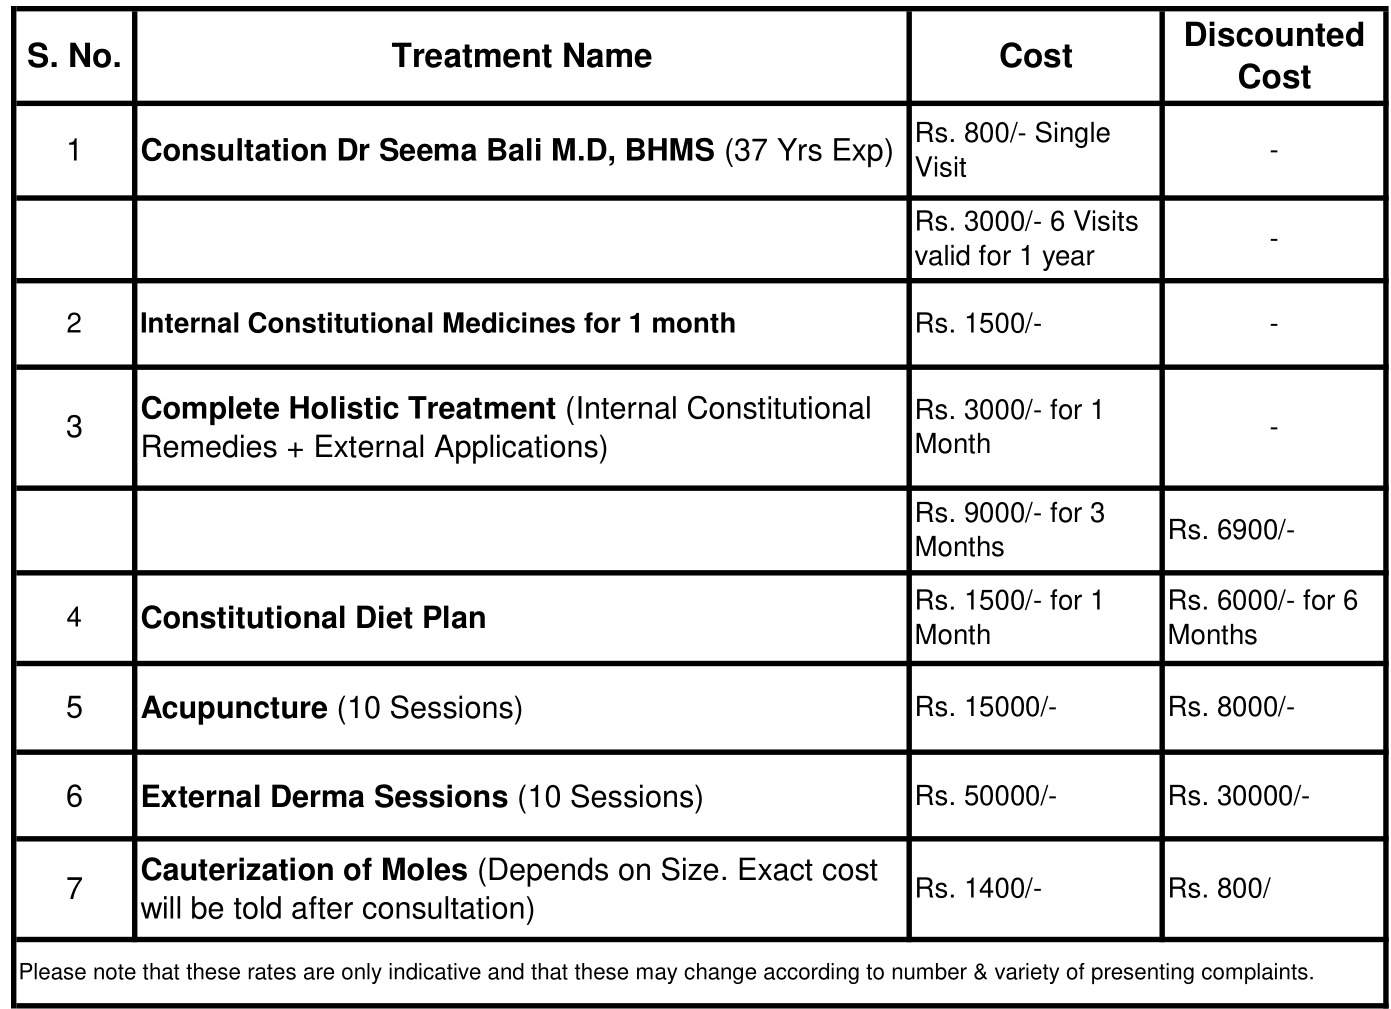 S. No.
Treatment Name
Cost
Discounted
Cost
1
Consultation Dr Seema Bali M.D, BHMS (37 Yrs Exp)
Rs. 800/- Single
Visit
-
Rs. 3000/- 6 Visits
valid for 1 year
-
2
Internal Constitutional Medicines for 1 month
Rs. 1500/-
-
3
Complete Holistic Treatment (Internal Constitutional
Remedies + External Applications)
Rs. 3000/- for 1
Month
-
Rs. 9000/- for 3
Months
Rs. 6900/-
4
Constitutional Diet Plan
Rs. 1500/- for 1
Month
Rs. 6000/- for 6
Months
5
Acupuncture (10 Sessions)
Rs. 15000/-
Rs. 8000/-
6
External Derma Sessions (10 Sessions)
Rs. 50000/-
Rs. 30000/-
7
Cauterization of Moles (Depends on Size. Exact cost
will be told after consultation)
Rs. 1400/-
Rs. 800/
Please note that these rates are only indicative and that these may change according to number & variety of presenting complaints.